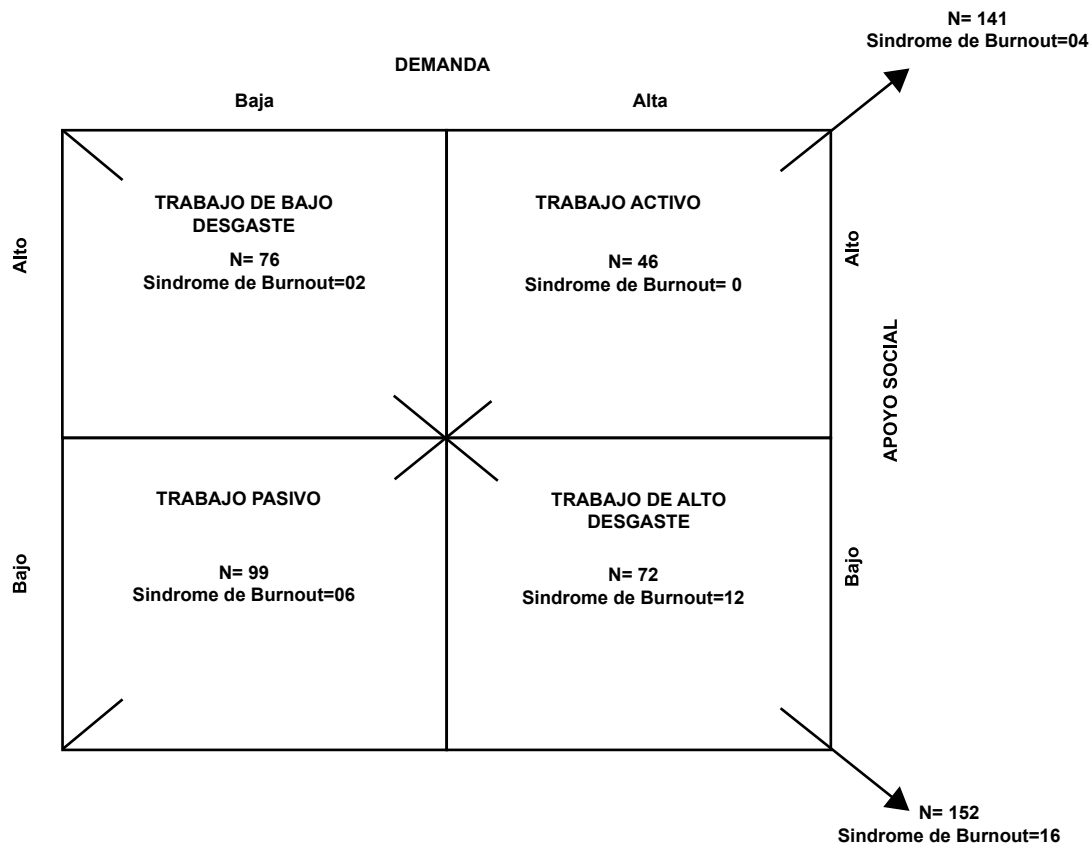 N= 141
Sindrome de Burnout=04
DEMANDA
Baja
Alta
TRABAJO DE BAJO
DESGASTE
N= 76
Sindrome de Burnout=02
TRABAJO ACTIVO
N= 46
Sindrome de Burnout= 0
Alto
Alto
APOYO SOCIAL
TRABAJO PASIVO
N= 99
Sindrome de Burnout=06
TRABAJO DE ALTO
DESGASTE
N= 72
Sindrome de Burnout=12
Bajo
Bajo
N= 152
Sindrome de Burnout=16